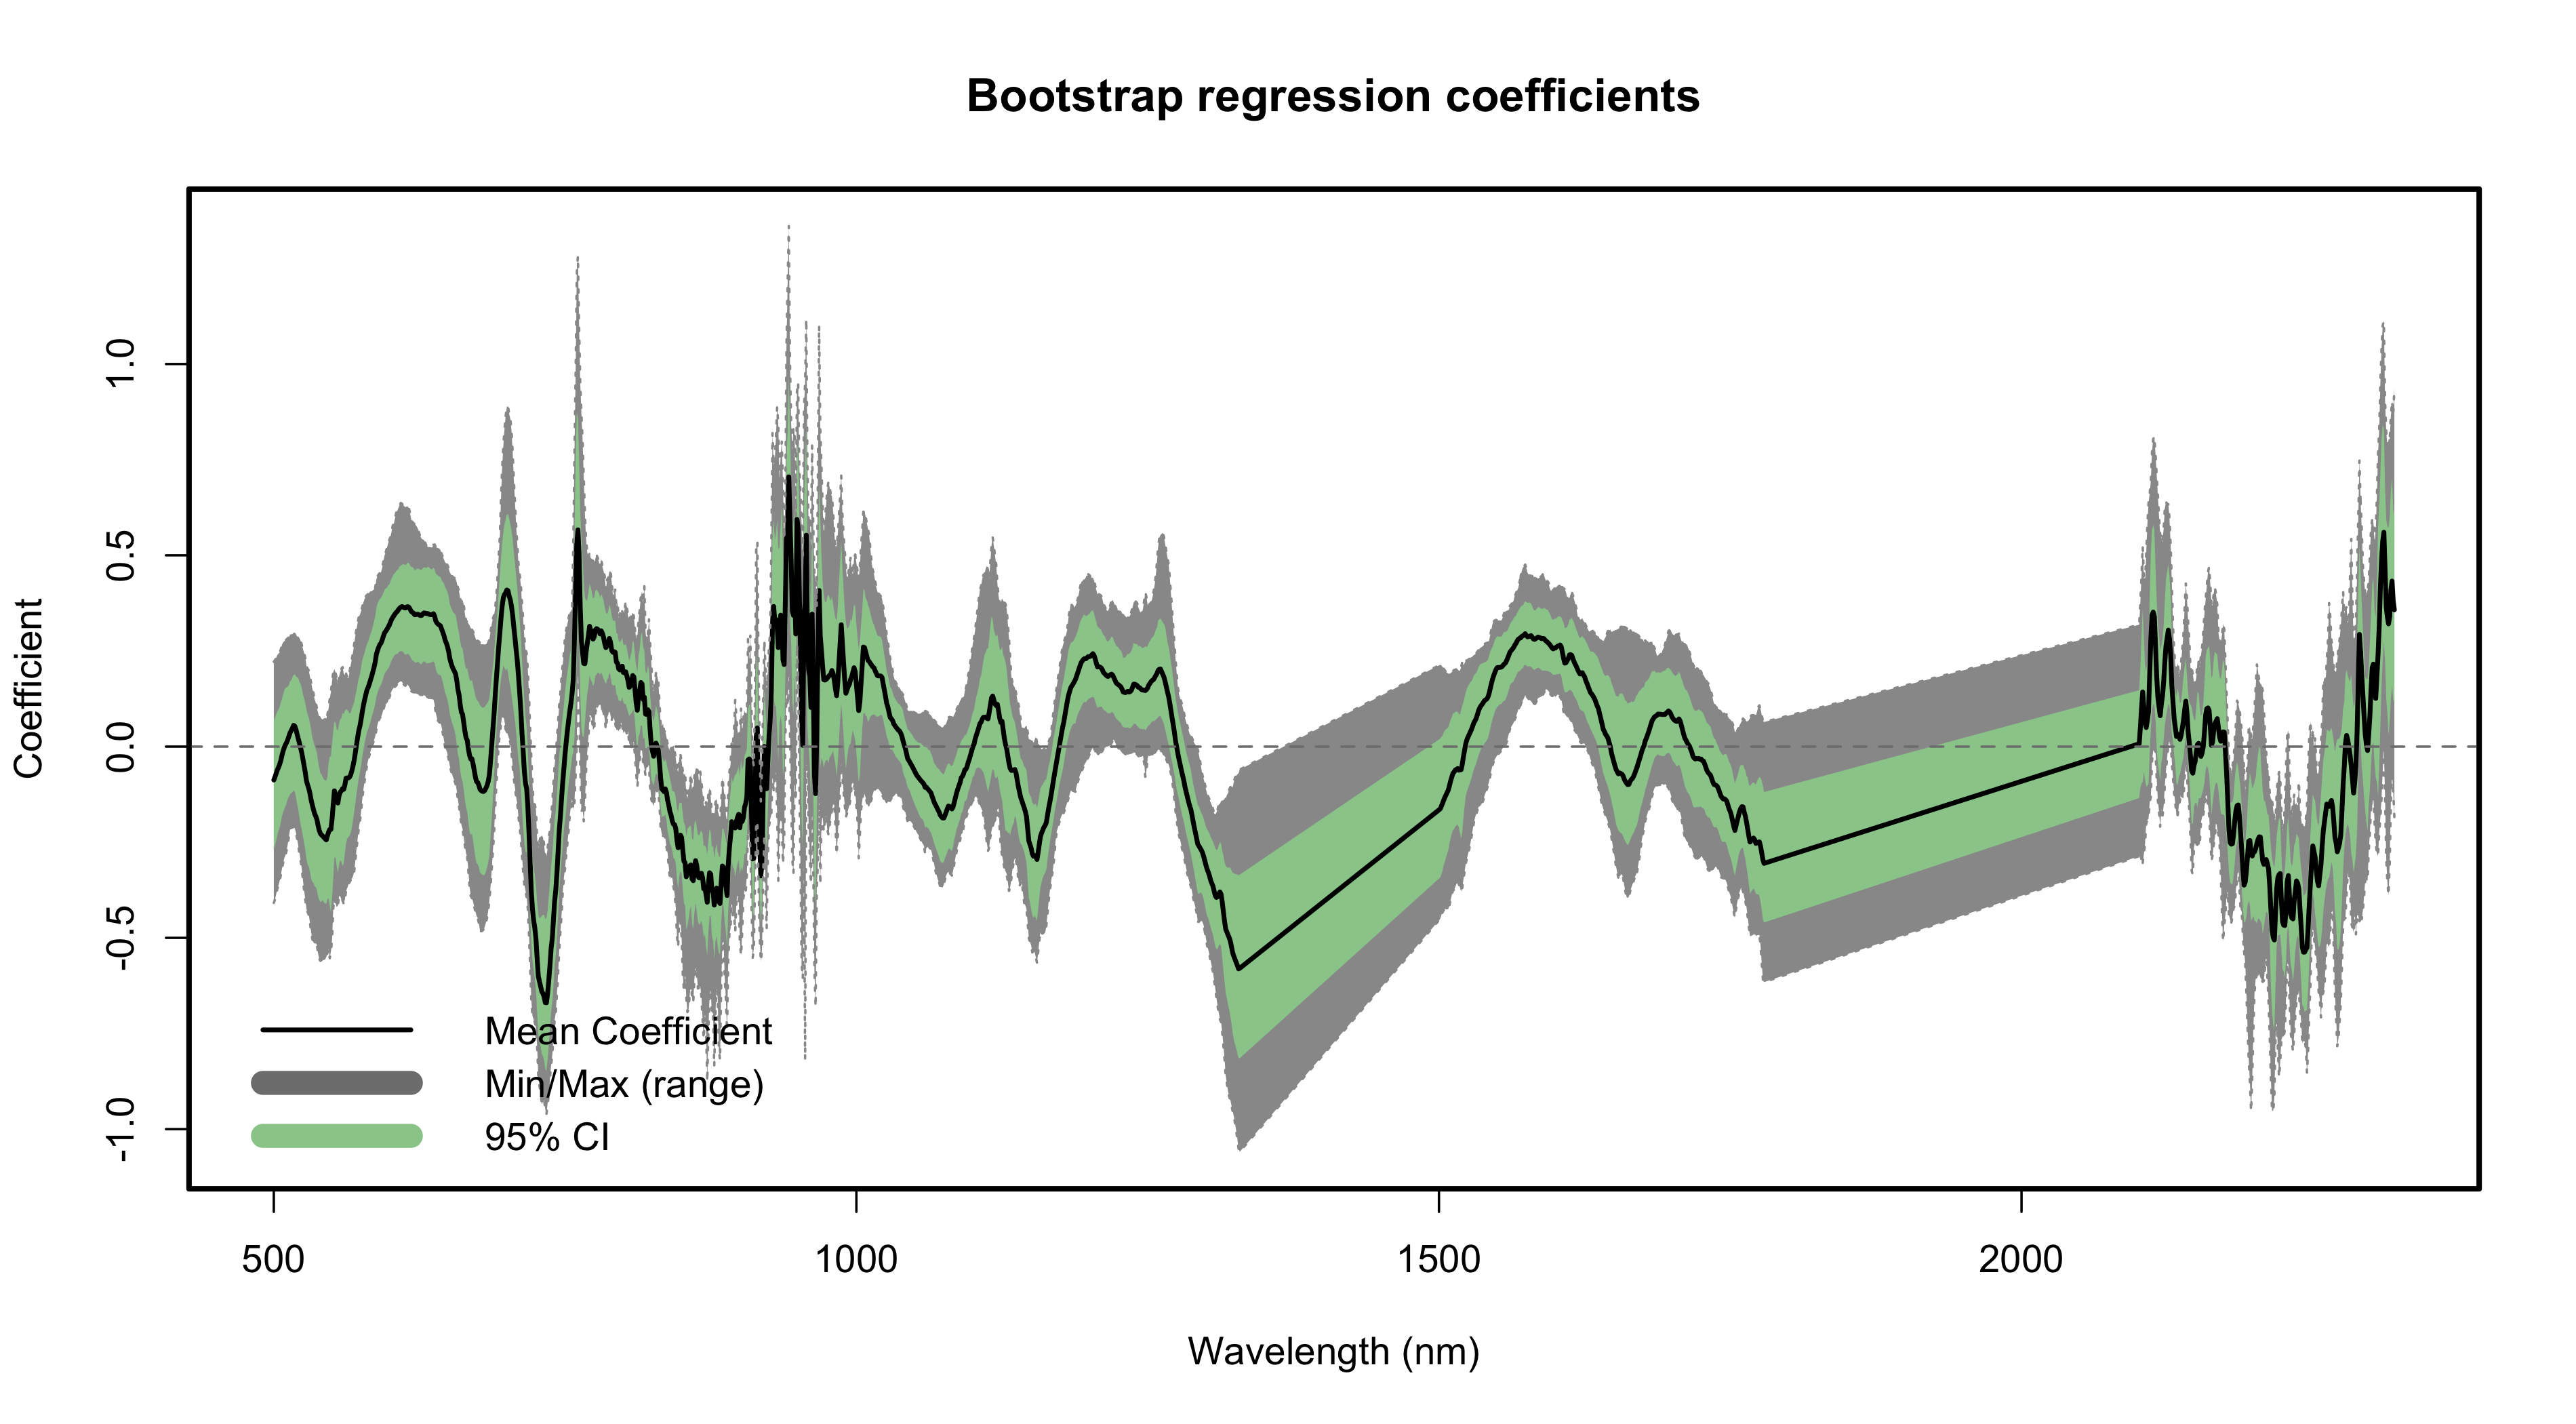 Bootstrap regression coefficients
Coefficient
1.0
0.5
0.0
-0.5
-1.0
Mean Coefficient
Min/Max (range)
95% CI
500 1000 1500 2000
Wavelength (nm)